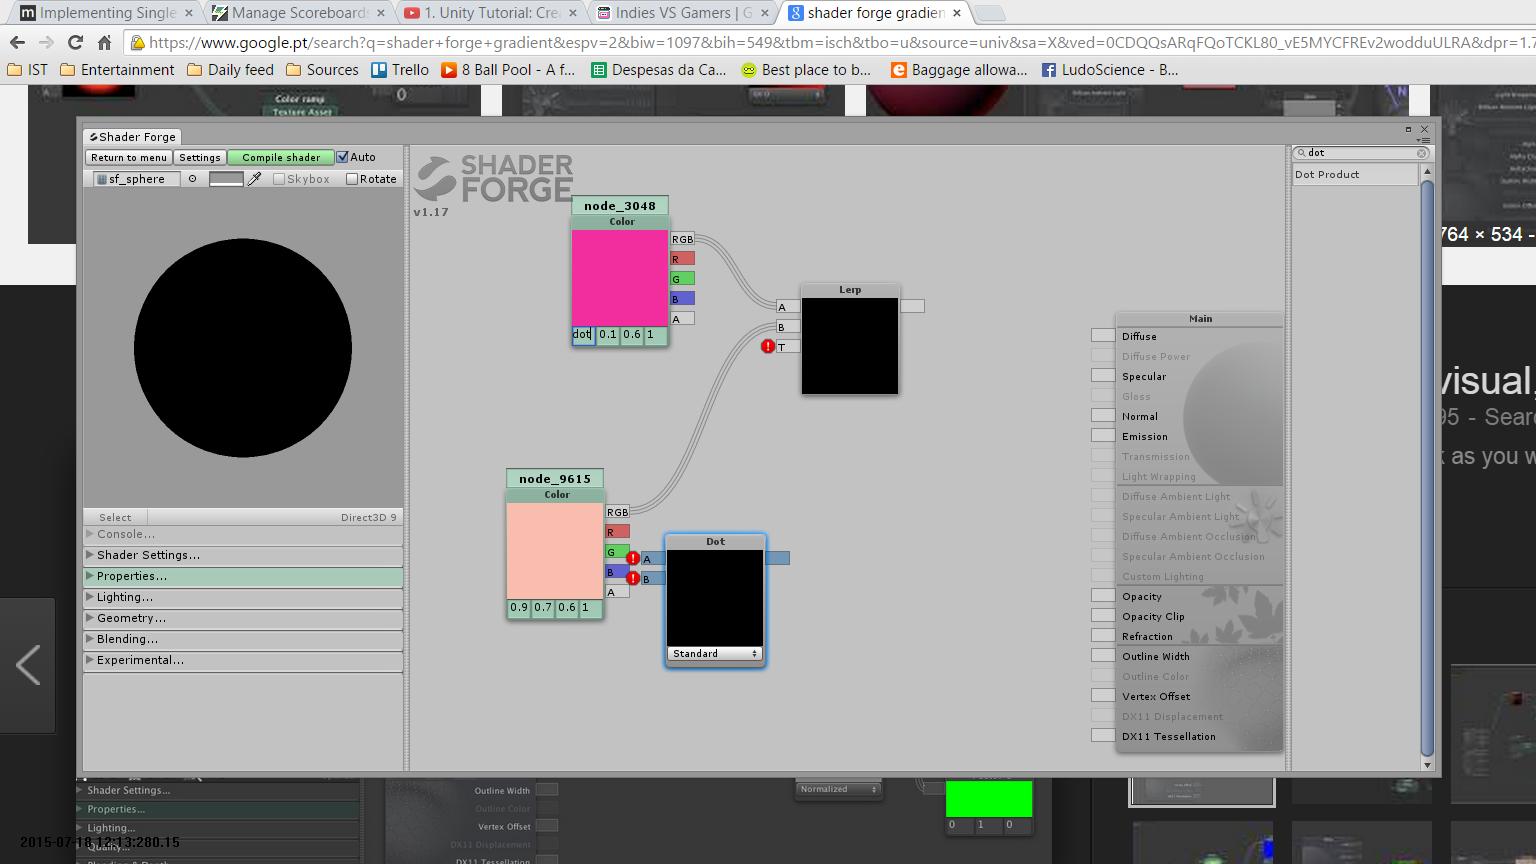 Implementing Single
Manage Scoreboards
1. Unity Tutorial: Cre
Indies VS Gamers | G
shader forge gradien
https://www.google.pt/search?q=shader+forge+gradient&espv=2&biw=1097&bih=549&tbm=isch&tbo=u&source=univ&sa=X&ved=0CDQQsARqFQoTCKL80_vE5MYCFREv2wodduULRA&dpr=1.7
IST
Entertainment
Daily feed
Sources
Trello
8 Ball Pool - A f...
Despesas da Ca...
Best place to b...
Baggage allowa...
LudoScience - B...
Color ramp
Texture Asset
0
Shader Forge
Return to menu
Settings
Compile shader
Auto
sf_sphere
Skybox
Rotate
SHADER
FORGE
v1.17
dot
Dot Product
764 × 534 -
node_3048
Color
RGB
R
G
B
A
dot 0.1 0.6 1
Lerp
A
B
T
Main
Diffuse
Diffuse Power
Specular
Gloss
Normal
Emission
Transmission
Light Wrapping
Diffuse Ambient Light
Specular Ambient Light
Diffuse Ambient Occlusion
Specular Ambient Occlusion
Custom Lighting
Opacity
Opacity Clip
Refraction
Outline Width
Outline Color
Vertex Offset
DX11 Displacement
DX11 Tessellation
visual,
95 - Sear
k as you w
node_9615
Color
RGB
R
G
B
A
0.9 0.7 0.6 1
Dot
A
B
Standard
Select
Direct3D 9
Console...
Shader Settings...
Properties...
Lighting...
Geometry...
Blending...
Experimental...
Shader Settings...
Properties...
Lighting...
Quality...
2015-07-18 12:13:280.15
Outline Width
Outline Color
Vertex Offset
DX11 Displacement
DX11 Tessellation
Normalized
0 1 0